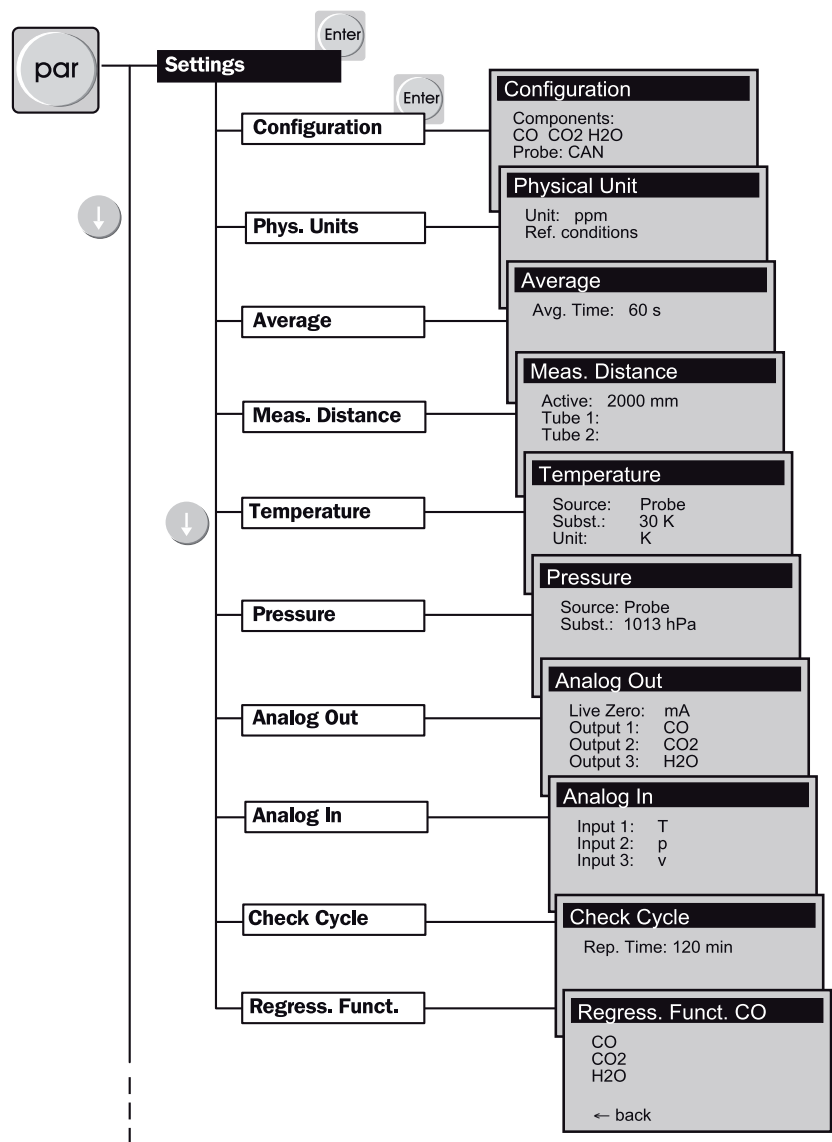 par
Settings
Enter
Configuration
Enter
Configuration
Components:
CO CO2 H2O
Probe: CAN
Phys. Units
Physical Unit
Unit: ppm
Ref. conditions
Average
Average
Avg. Time: 60 s
Meas. Distance
Meas. Distance
Active: 2000 mm
Tube 1:
Tube 2:
Temperature
Temperature
Source: Probe
Subst.: 30 K
Unit: K
Pressure
Pressure
Source: Probe
Subst.: 1013 hPa
Analog Out
Analog Out
Live Zero: mA
Output 1: CO
Output 2: CO2
Output 3: H2O
Analog In
Analog In
Input 1: T
Input 2: p
Input 3: v
Check Cycle
Check Cycle
Rep. Time: 120 min
Regress. Funct.
Regress. Funct. CO
CO
CO2
H2O
← back